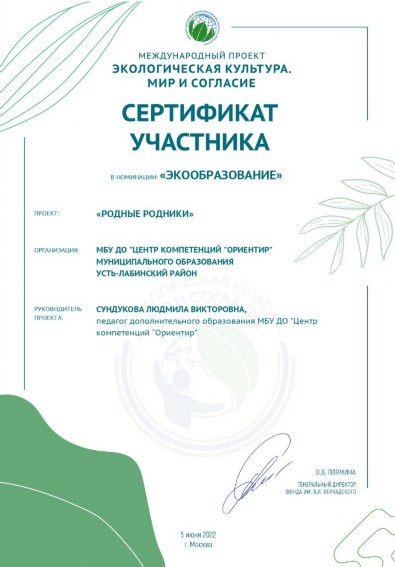 МЕЖДУНАРОДНЫЙ ПРОЕКТ
ЭКОЛОГИЧЕСКАЯ КУЛЬТУРА.
МИР И СОГЛАСИЕ
СЕРТИФИКАТ
УЧАСТНИКА
В НОМИНАЦИИ: «ЭКООБРАЗОВАНИЕ»
ПРОЕКТ: «РОДНЫЕ РОДНИКИ»
ОРГАНИЗАЦИЯ: МБУ ДО "ЦЕНТР КОМПЕТЕНЦИЙ "ОРИЕНТИР"
МУНИЦИПАЛЬНОГО ОБРАЗОВАНИЯ
УСТЬ-ЛАБИНСКИЙ РАЙОН
РУКОВОДИТЕЛЬ СУНДУКОВА ЛЮДМИЛА ВИКТОРОВНА,
ПРОЕКТА: педагог дополнительного образования МБУ ДО "Центр
компетенций "Ориентир"
О.В. ПЛЯМИНА
ГЕНЕРАЛЬНЫЙ ДИРЕКТОР
ФОНДА ИМ. В.И. ВЕРНАДСКОГО
5 июня 2022
г. Москва